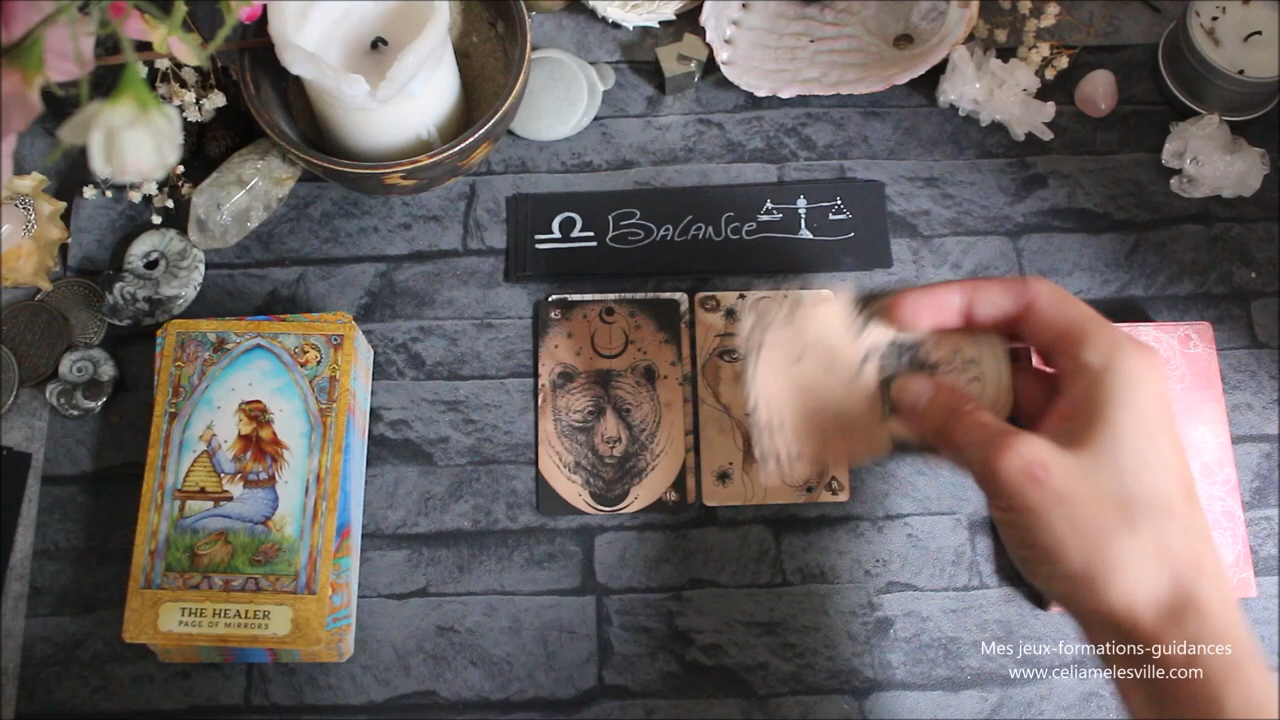 ♎ Balance
THE HEALER
PAGE OF MIRRORS
Mes jeux-formations-guidances
www.celiamelesville.com